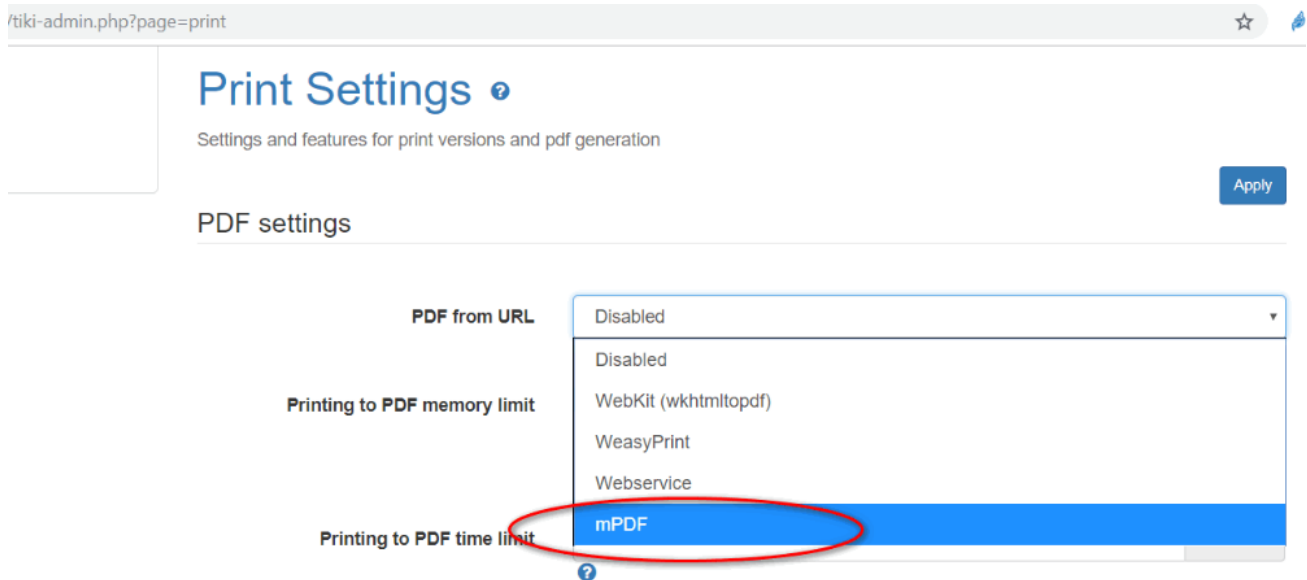 /tiki-admin.php?page=print
Print Settings
Settings and features for print versions and pdf generation
Apply
PDF settings
PDF from URL
Disabled
Disabled
Printing to PDF memory limit
WebKit (wkhtmltopdf)
WeasyPrint
Webservice
mPDF
Printing to PDF time limit